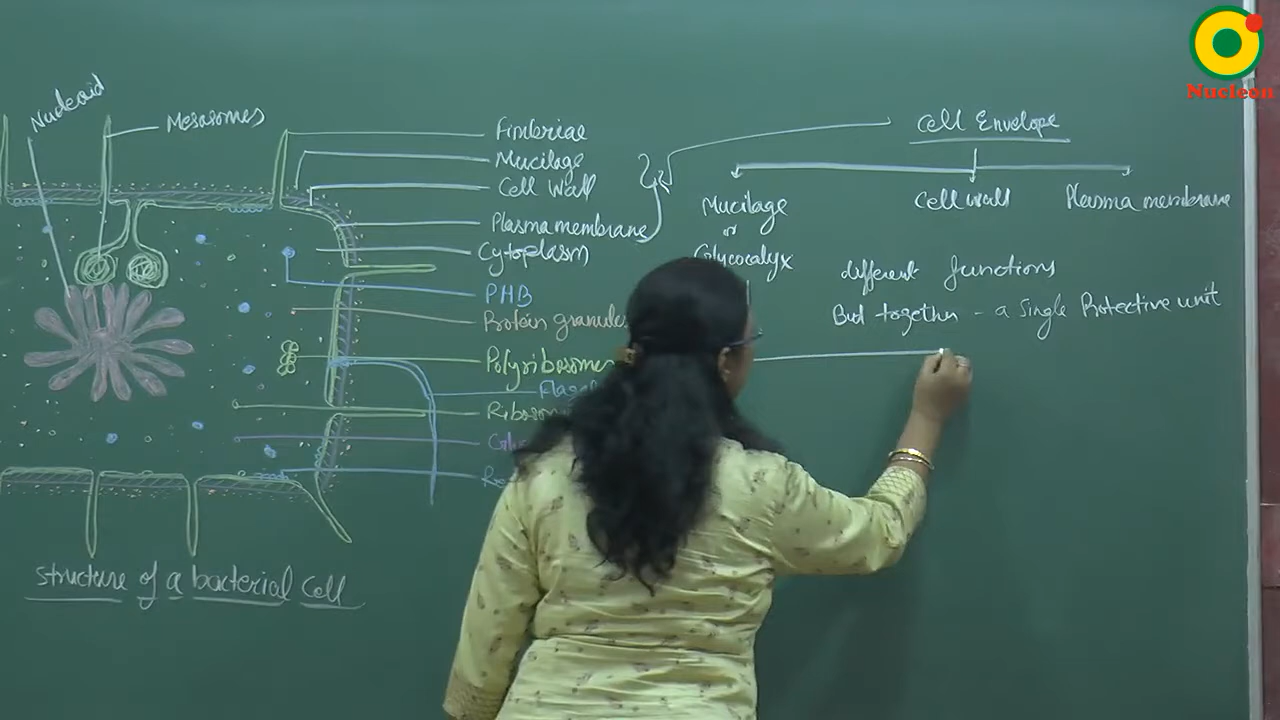 Nucleoid
Mesosomes
Fimbriae
Mucilage
Cell Wall
Plasma membrane
Cytoplasm
PHB
Protein granules
Polyribosomes
structure of a bacterial cell
Cell Envelope
Mucilage
or
Glycocalyx
Cell wall
Plasma membrane
different functions
But together - a single Protective unit
Nucleon